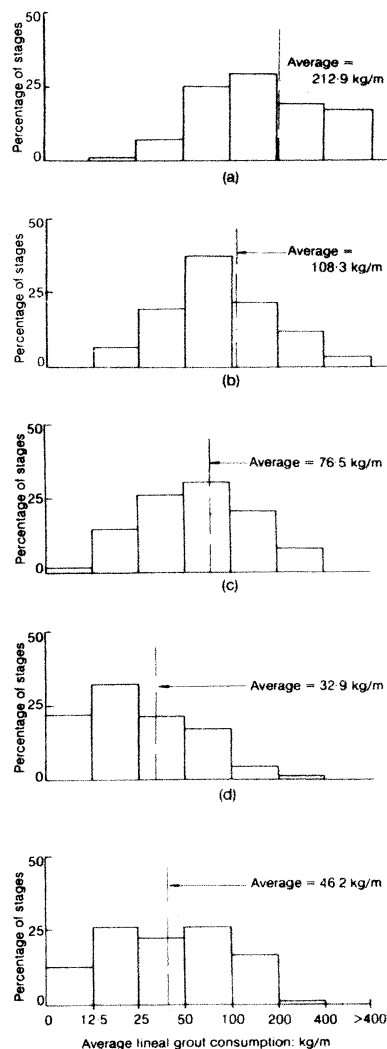 Percentage of stages
50
25
0
Average =
212·9 kg/m
(a)
Percentage of stages
50
25
0
Average =
108·3 kg/m
(b)
Percentage of stages
50
25
0
Average = 76·5 kg/m
(c)
Percentage of stages
50
25
0
Average = 32·9 kg/m
(d)
Percentage of stages
50
25
0
Average = 46·2 kg/m
0 12·5 25 50 100 200 400 >400
Average lineal grout consumption: kg/m